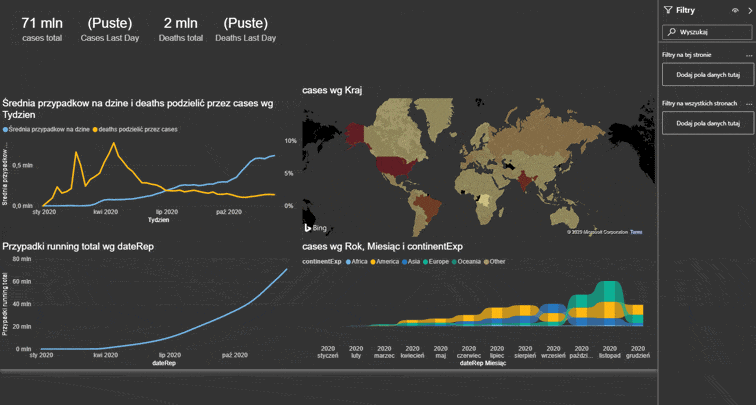 71 mln
cases total
(Puste)
Cases Last Day
2 mln
Deaths total
(Puste)
Deaths Last Day
Filtry
Wyszukaj
Filtry na tej stronie
Dodaj pola danych tutaj
Filtry na wszystkich stronach
Dodaj pola danych tutaj
Średnia przypadkow na dzine i deaths podzielić przez cases wg
Tydzien
Średnia przypadkow na dzine
deaths podzielić przez cases
Średnia przypadkow ...
0,5 mln
0,0 mln
10%
5%
0%
sty 2020
kwi 2020
lip 2020
paź 2020
Tydzień
cases wg Kraj
Bing
© 2023 Microsoft Corporation Terms
Przypadki running total wg dateRep
Przypadki running total
80 mln
60 mln
40 mln
20 mln
0 mln
sty 2020
kwi 2020
lip 2020
paź 2020
dateRep
cases wg Rok, Miesiąc i continentExp
continentExp
Africa
America
Asia
Europe
Oceania
Other
2020 2020 2020 2020 2020 2020 2020 2020 2020 2020 2020 2020
styczeń luty marzec kwiecień maj czerwiec lipiec sierpień wrzesień paździ... listopad grudzień
dateRep Miesiąc